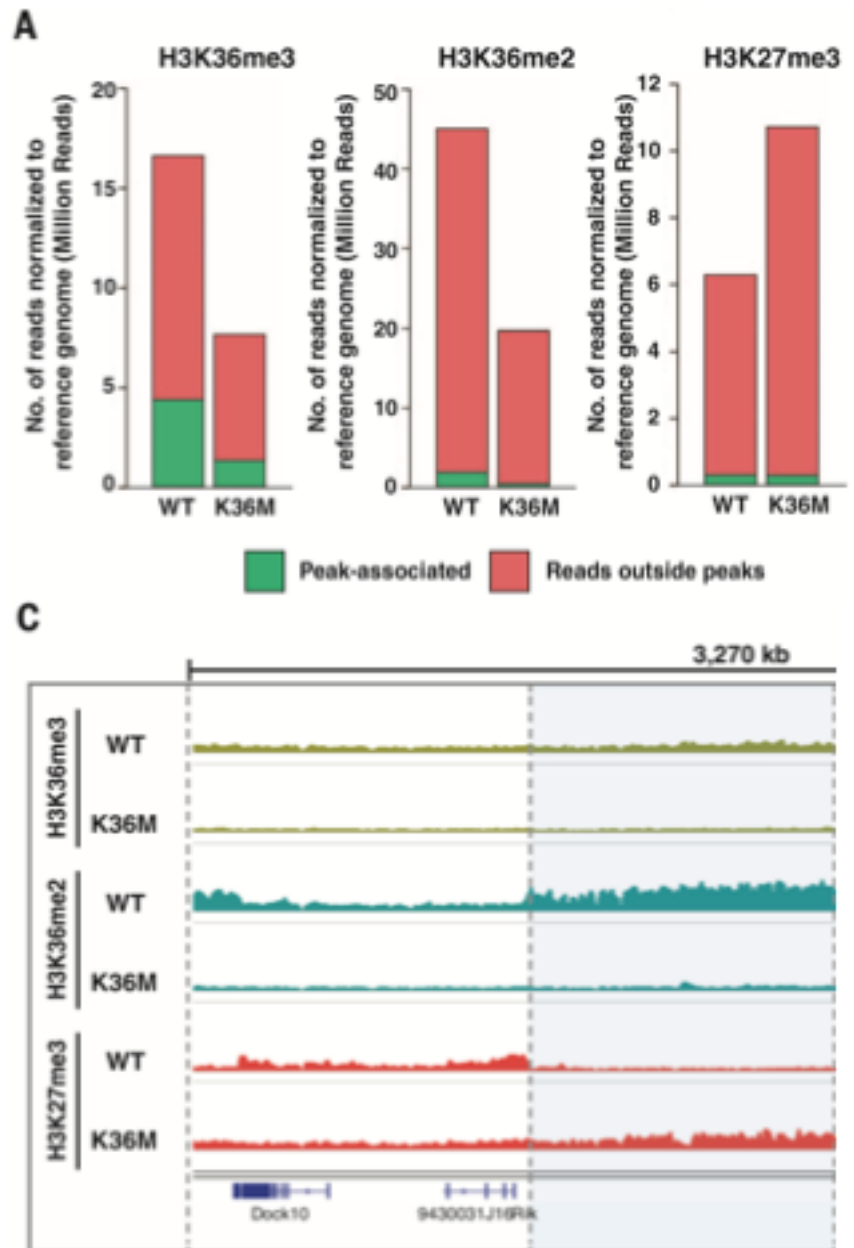 A
H3K36me3
No. of reads normalized to
reference genome (Million Reads)
20
15
10
5
0
WT K36M
H3K36me2
No. of reads normalized to
reference genome (Million Reads)
50
40
30
20
10
0
WT K36M
H3K27me3
No. of reads normalized to
reference genome (Million Reads)
12
10
8
6
4
2
0
WT K36M
Peak-associated
Reads outside peaks
C
3,270 kb
H3K36me3
WT
K36M
H3K36me2
WT
K36M
H3K27me3
WT
K36M
Dock10
9430031J16Rik